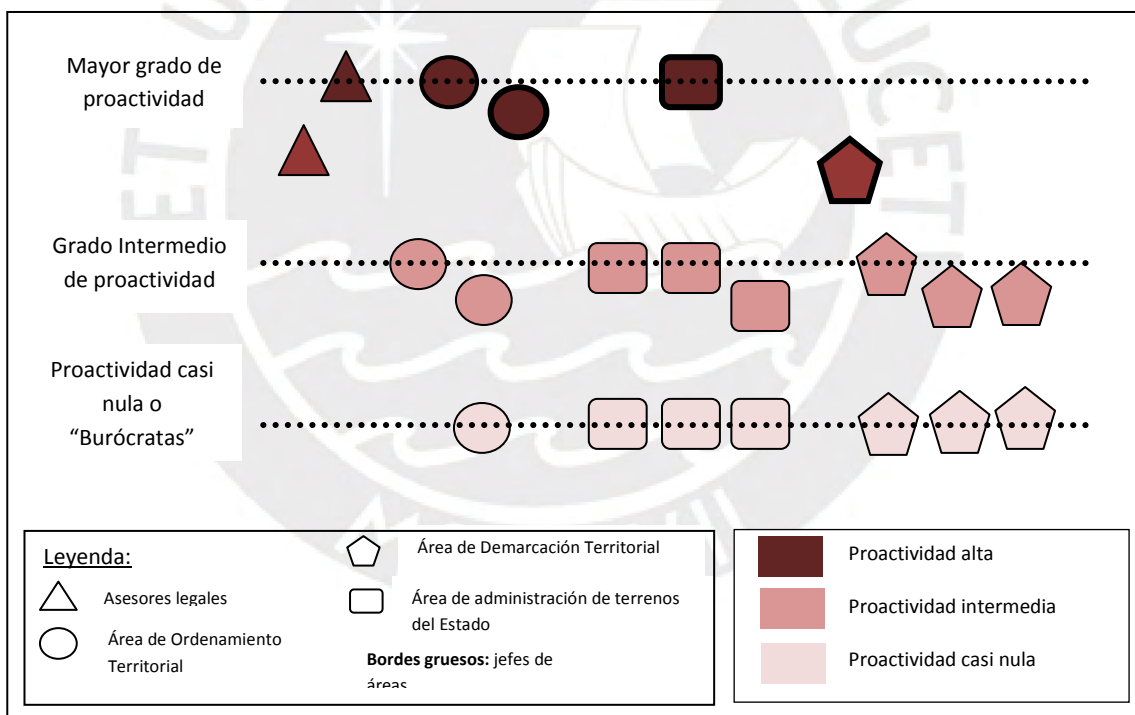 Mayor grado de
proactividad
Grado Intermedio
de proactividad
Proactividad casi
nula o
“Burócratas”
Leyenda:
Asesores legales
Área de Ordenamiento
Territorial
Área de Demarcación Territorial
Área de administración de terrenos
del Estado
Bordes gruesos: jefes de
áreas
Proactividad alta
Proactividad intermedia
Proactividad casi nula